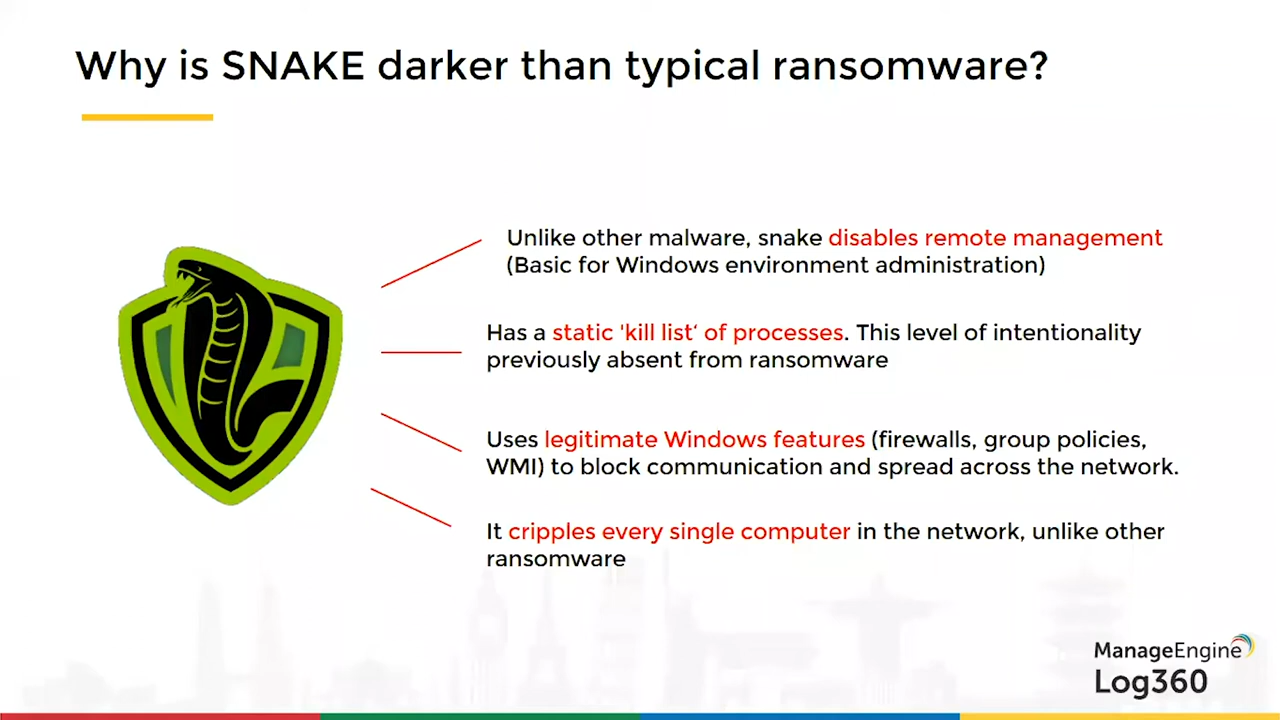 Why is SNAKE darker than typical ransomware?
Unlike other malware, snake disables remote management
(Basic for Windows environment administration)
Has a static 'kill list‘ of processes. This level of intentionality
previously absent from ransomware
Uses legitimate Windows features (firewalls, group policies,
WMI) to block communication and spread across the network.
It cripples every single computer in the network, unlike other
ransomware
ManageEngine
Log360